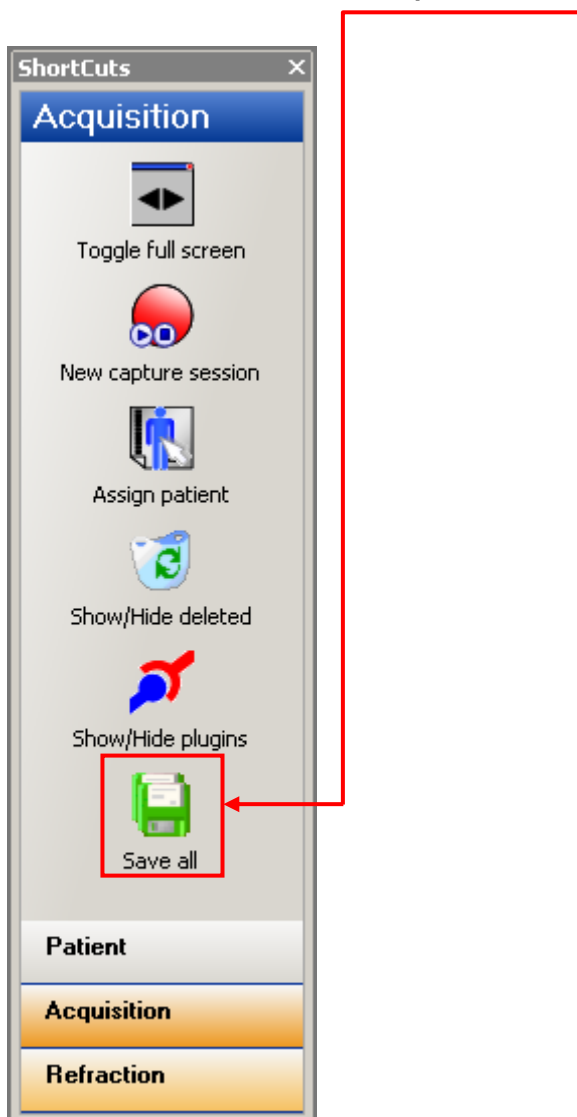 ShortCuts
Acquisition
Toggle full screen
New capture session
Assign patient
Show/Hide deleted
Show/Hide plugins
Save all
Patient
Acquisition
Refraction